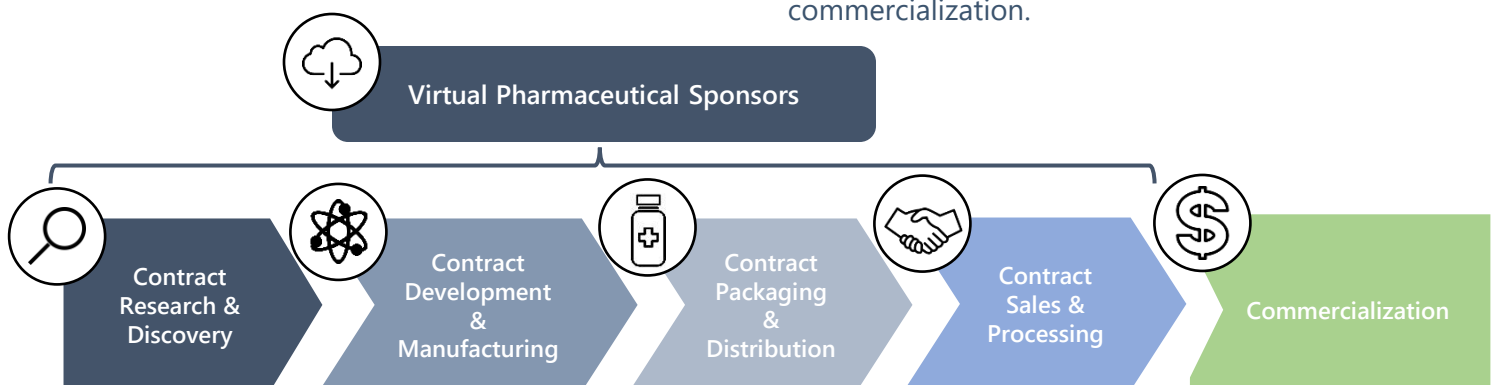 commercialization.
Virtual Pharmaceutical Sponsors
Contract
Research &
Discovery
Contract
Development
&
Manufacturing
Contract
Packaging
&
Distribution
Contract
Sales &
Processing
Commercialization